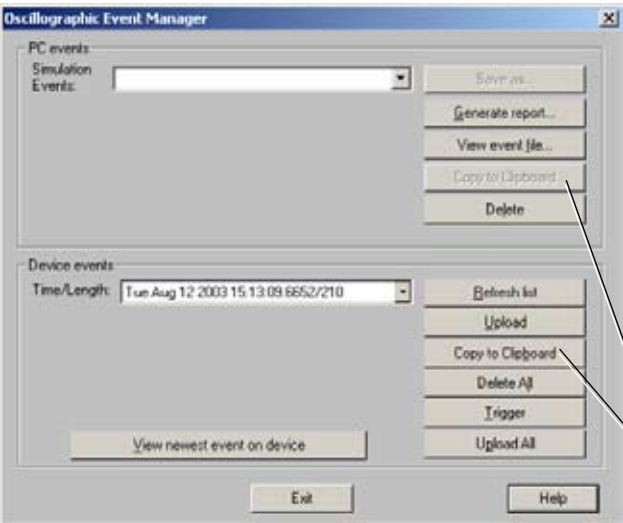 Oscillographic Event Manager
PC events
Simulation Events:
Save as...
Generate report...
View event file...
Copy to Clipboard
Delete
Device events
Time/Length: Tue Aug 12 2003 15:13:09.6652/210
Refresh list
Upload
Copy to Clipboard
Delete All
Trigger
View newest event on device
Upload All
Exit
Help